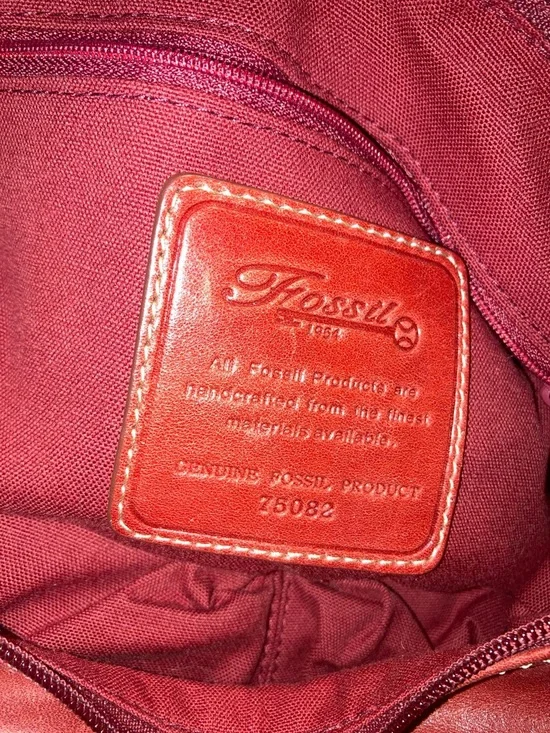 Fossil
1954
All Fossil Products are
handcrafted from the finest
materials available.
GENUINE FOSSIL PRODUCT
75082